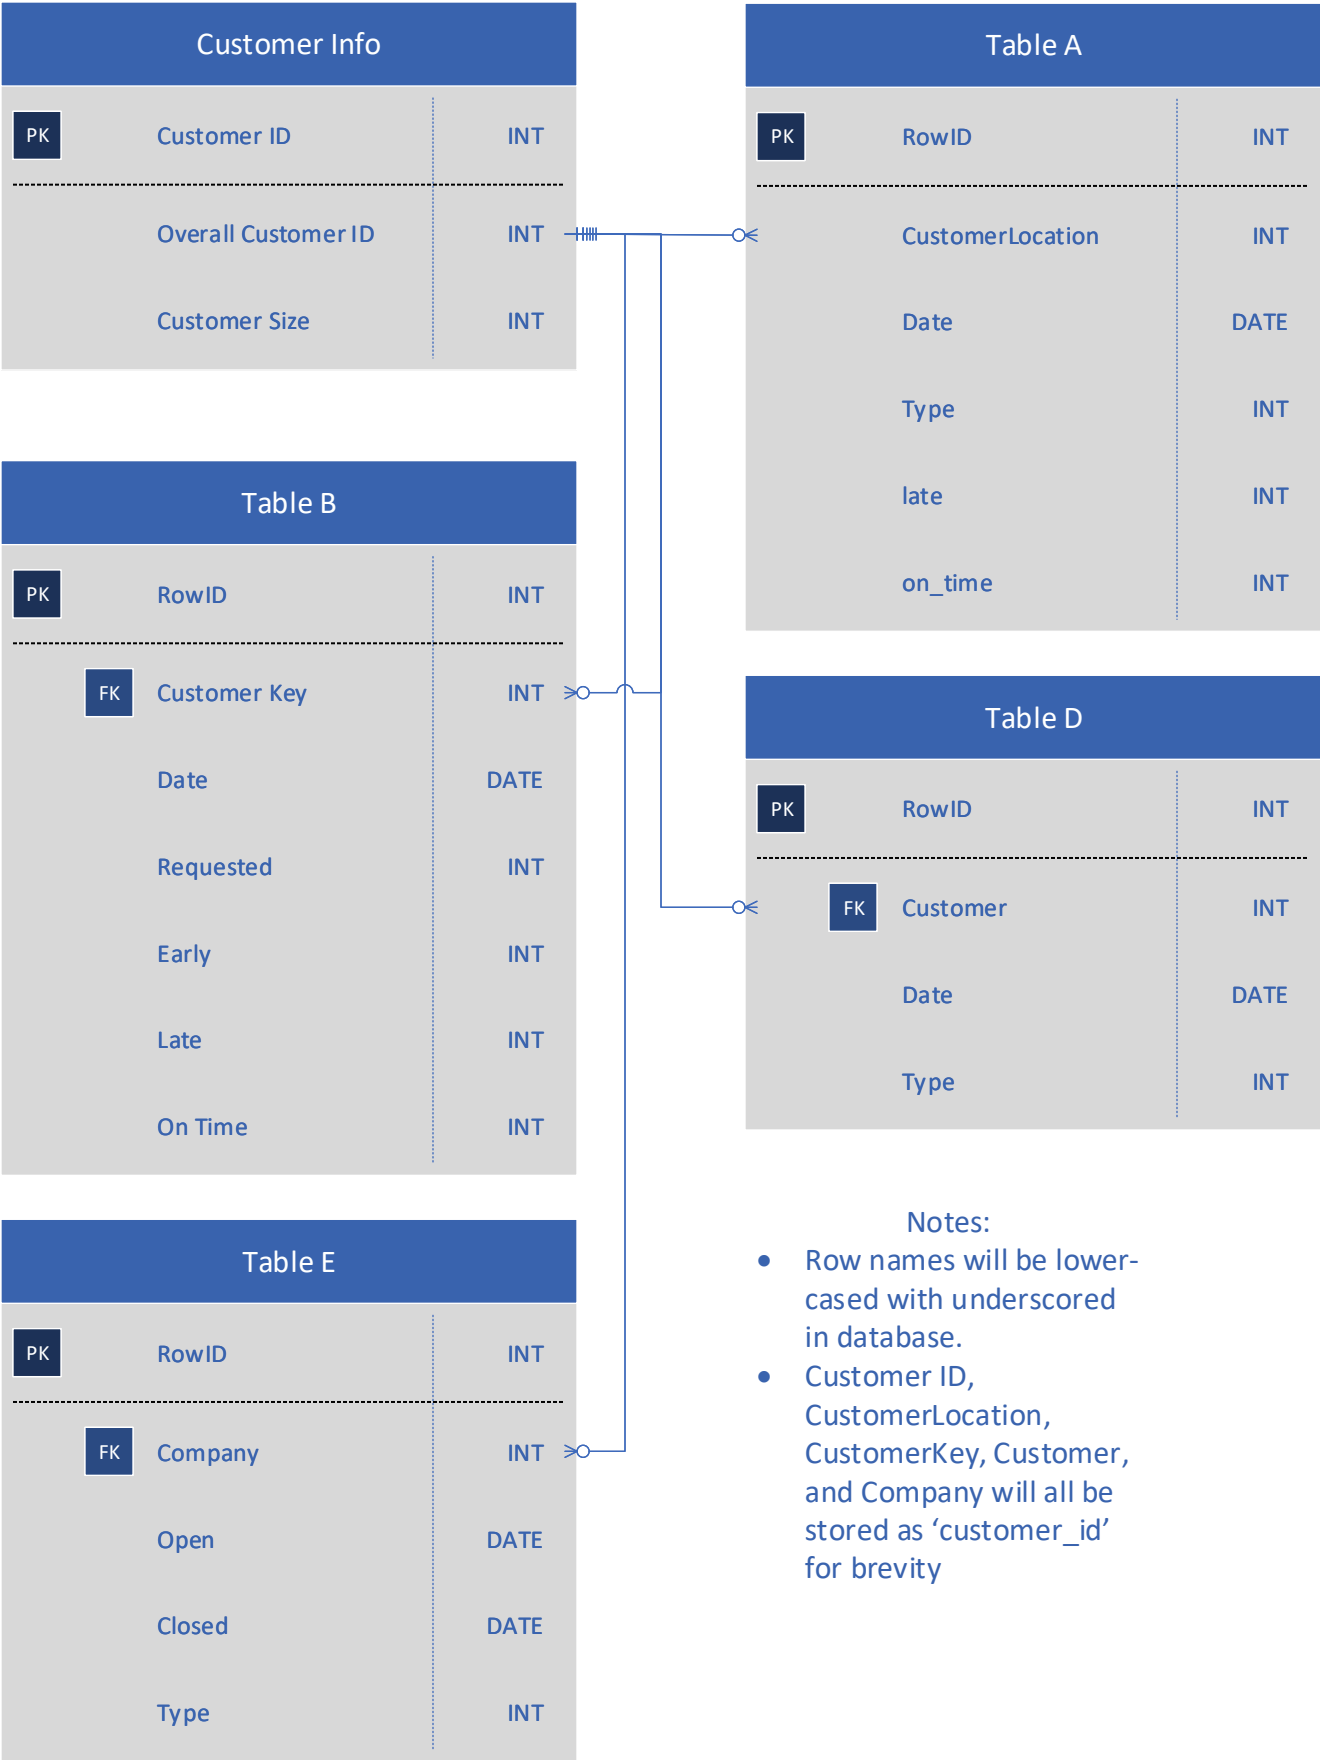 Customer Info
PK Customer ID INT
Overall Customer ID INT
Customer Size INT
Table A
PK RowID INT
CustomerLocation INT
Date DATE
Type INT
late INT
on_time INT
Table B
PK RowID INT
FK Customer Key INT
Date DATE
Requested INT
Early INT
Late INT
On Time INT
Table D
PK RowID INT
FK Customer INT
Date DATE
Type INT
Table E
PK RowID INT
FK Company INT
Open DATE
Closed DATE
Type INT
Notes:
• Row names will be lower-
cased with underscored
in database.
• Customer ID,
CustomerLocation,
CustomerKey, Customer,
and Company will all be
stored as ‘customer_id’
for brevity